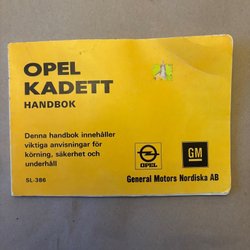 OPEL
KADETT
HANDBOK
Denna handbok innehåller
viktiga anvisningar för
körning, säkerhet och
underhåll
SL-386
OPEL
GM
General Motors Nordiska AB